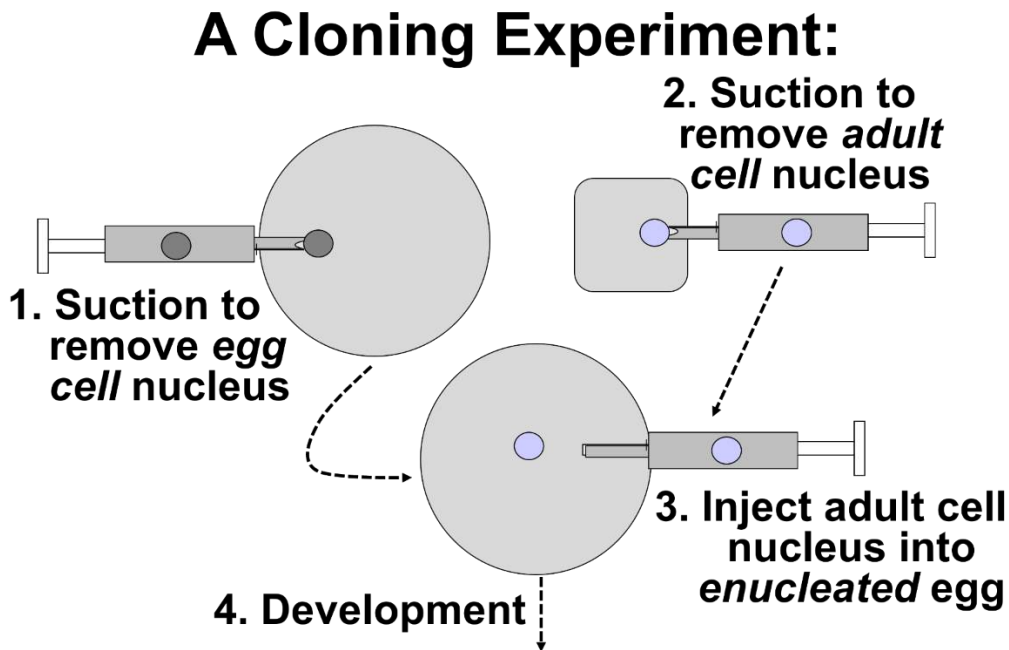 A Cloning Experiment:
1. Suction to
remove egg
cell nucleus
2. Suction to
remove adult
cell nucleus
3. Inject adult cell
nucleus into
enucleated egg
4. Development